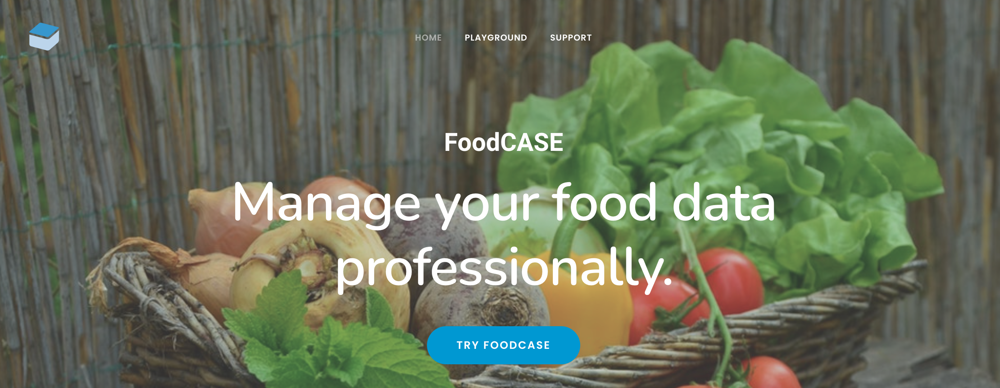 HOME PLAYGROUND SUPPORT
FoodCASE
Manage your food data
professionally.
TRY FOODCASE